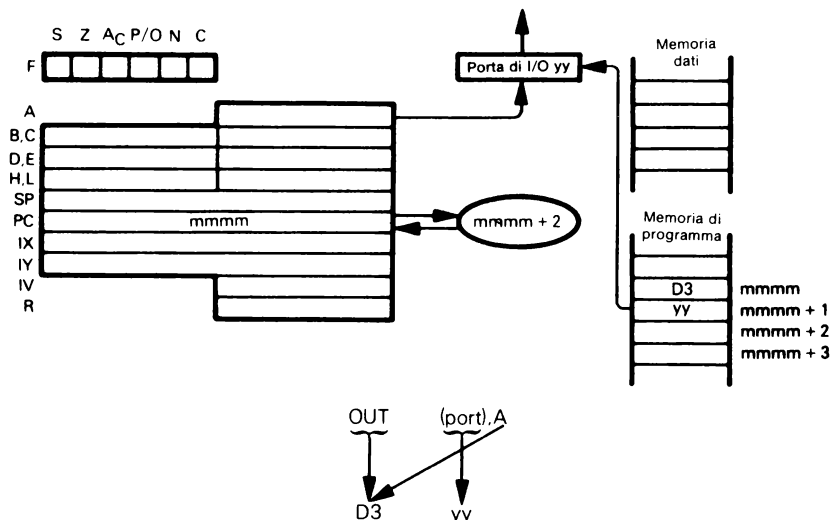 S Z AC P/O N C
F
A
B,C
D,E
H,L
SP
PC mmmm
IX
IY
IV
R
Porta di I/O yy
mmmm + 2
Memoria
dati
Memoria di
programma
D3 mmmm
yy mmmm + 1
mmmm + 2
mmmm + 3
OUT (port),A
D3 yy